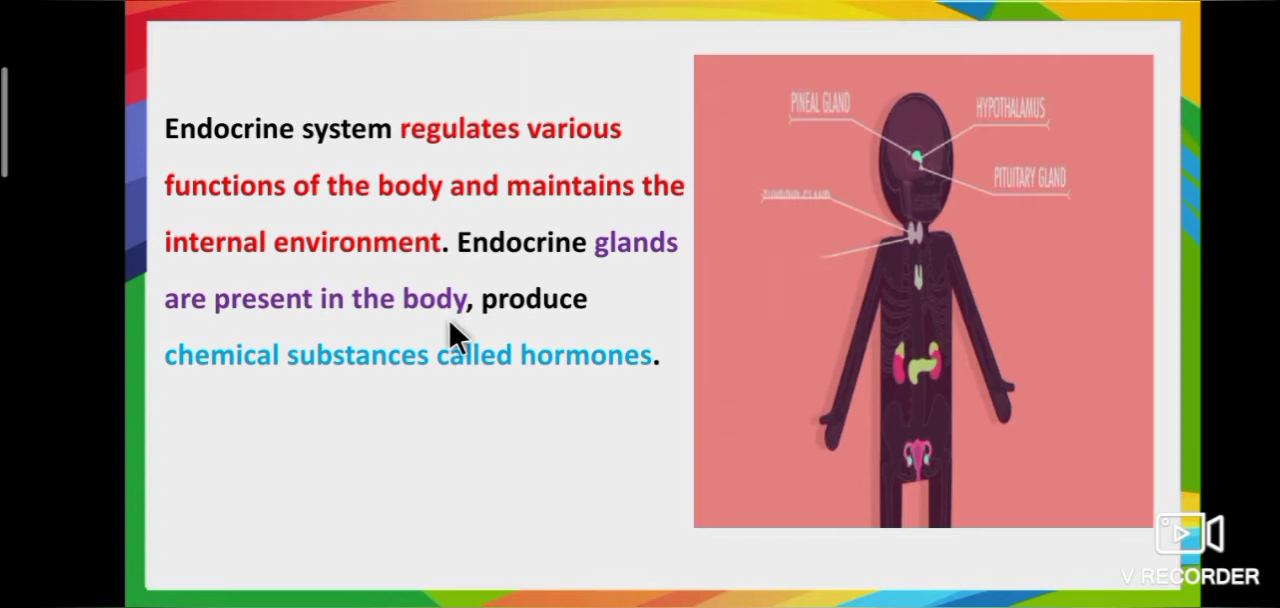 Endocrine system regulates various
functions of the body and maintains the
internal environment. Endocrine glands
are present in the body, produce
chemical substances called hormones.
PINEAL GLAND
HYPOTHALAMUS
PITUITARY GLAND
GLAND
V RECORDER